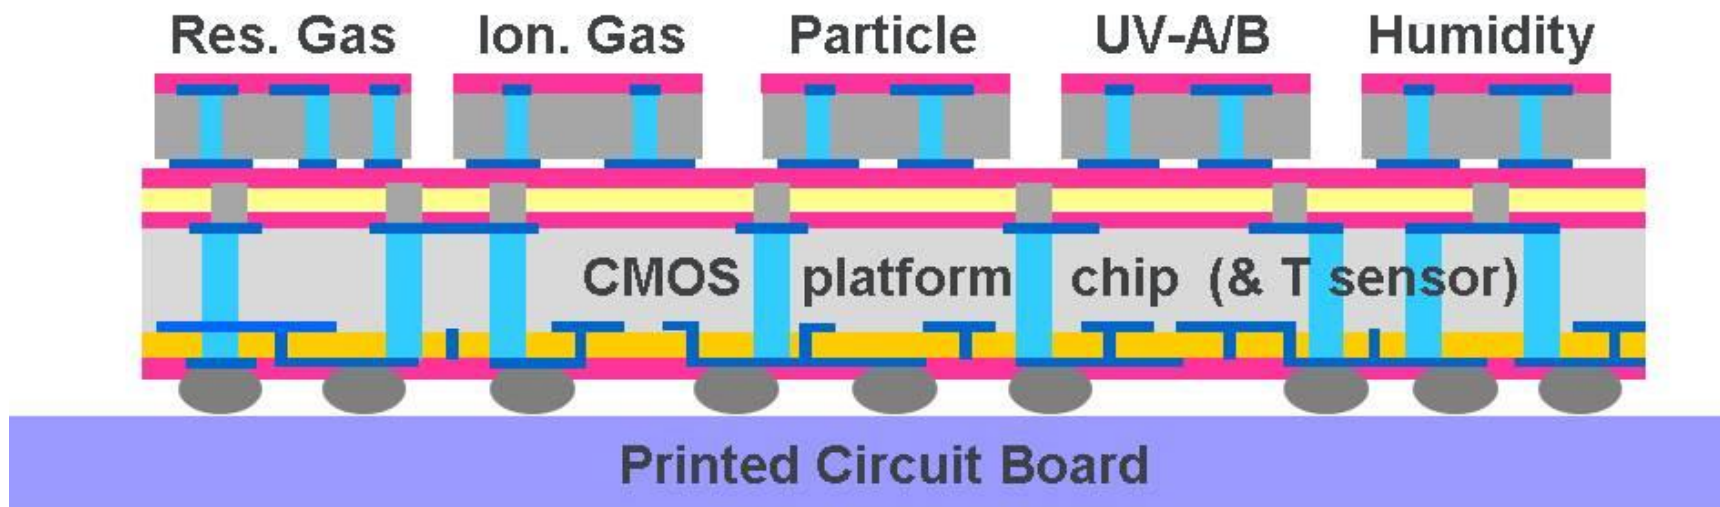 Res. Gas Ion. Gas Particle UV-A/B Humidity
CMOS platform chip (& T sensor)
Printed Circuit Board